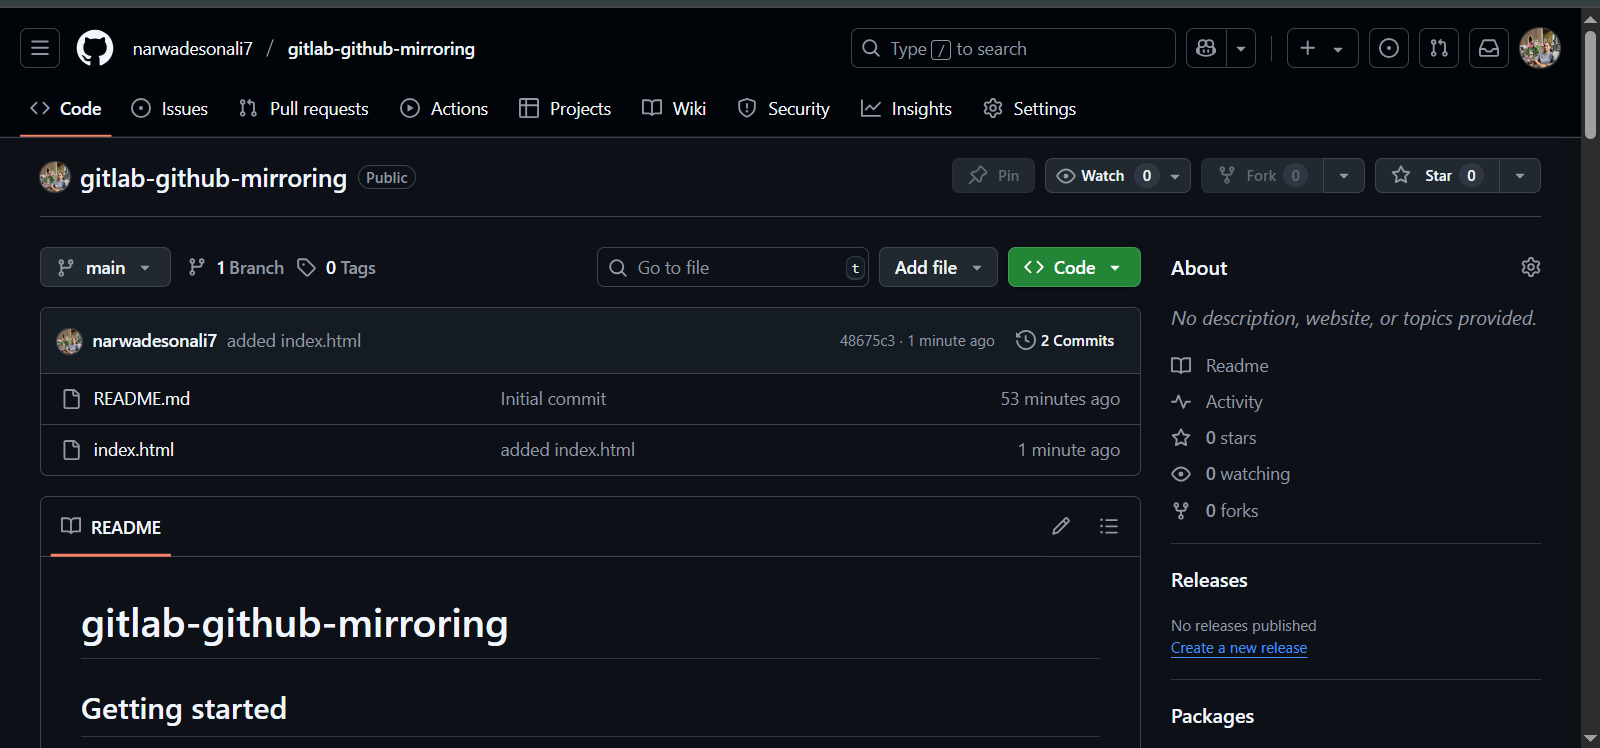 narwadesonali7 / gitlab-github-mirroring
Type / to search
Code
Issues
Pull requests
Actions
Projects
Wiki
Security
Insights
Settings
gitlab-github-mirroring Public
Pin
Watch 0
Fork 0
Star 0
main
1 Branch
0 Tags
Go to file t
Add file
Code
narwadesonali7 added index.html 48675c3 · 1 minute ago 2 Commits
README.md Initial commit 53 minutes ago
index.html added index.html 1 minute ago
README
gitlab-github-mirroring
Getting started
About
No description, website, or topics provided.
Readme
Activity
0 stars
0 watching
0 forks
Releases
No releases published
Create a new release
Packages